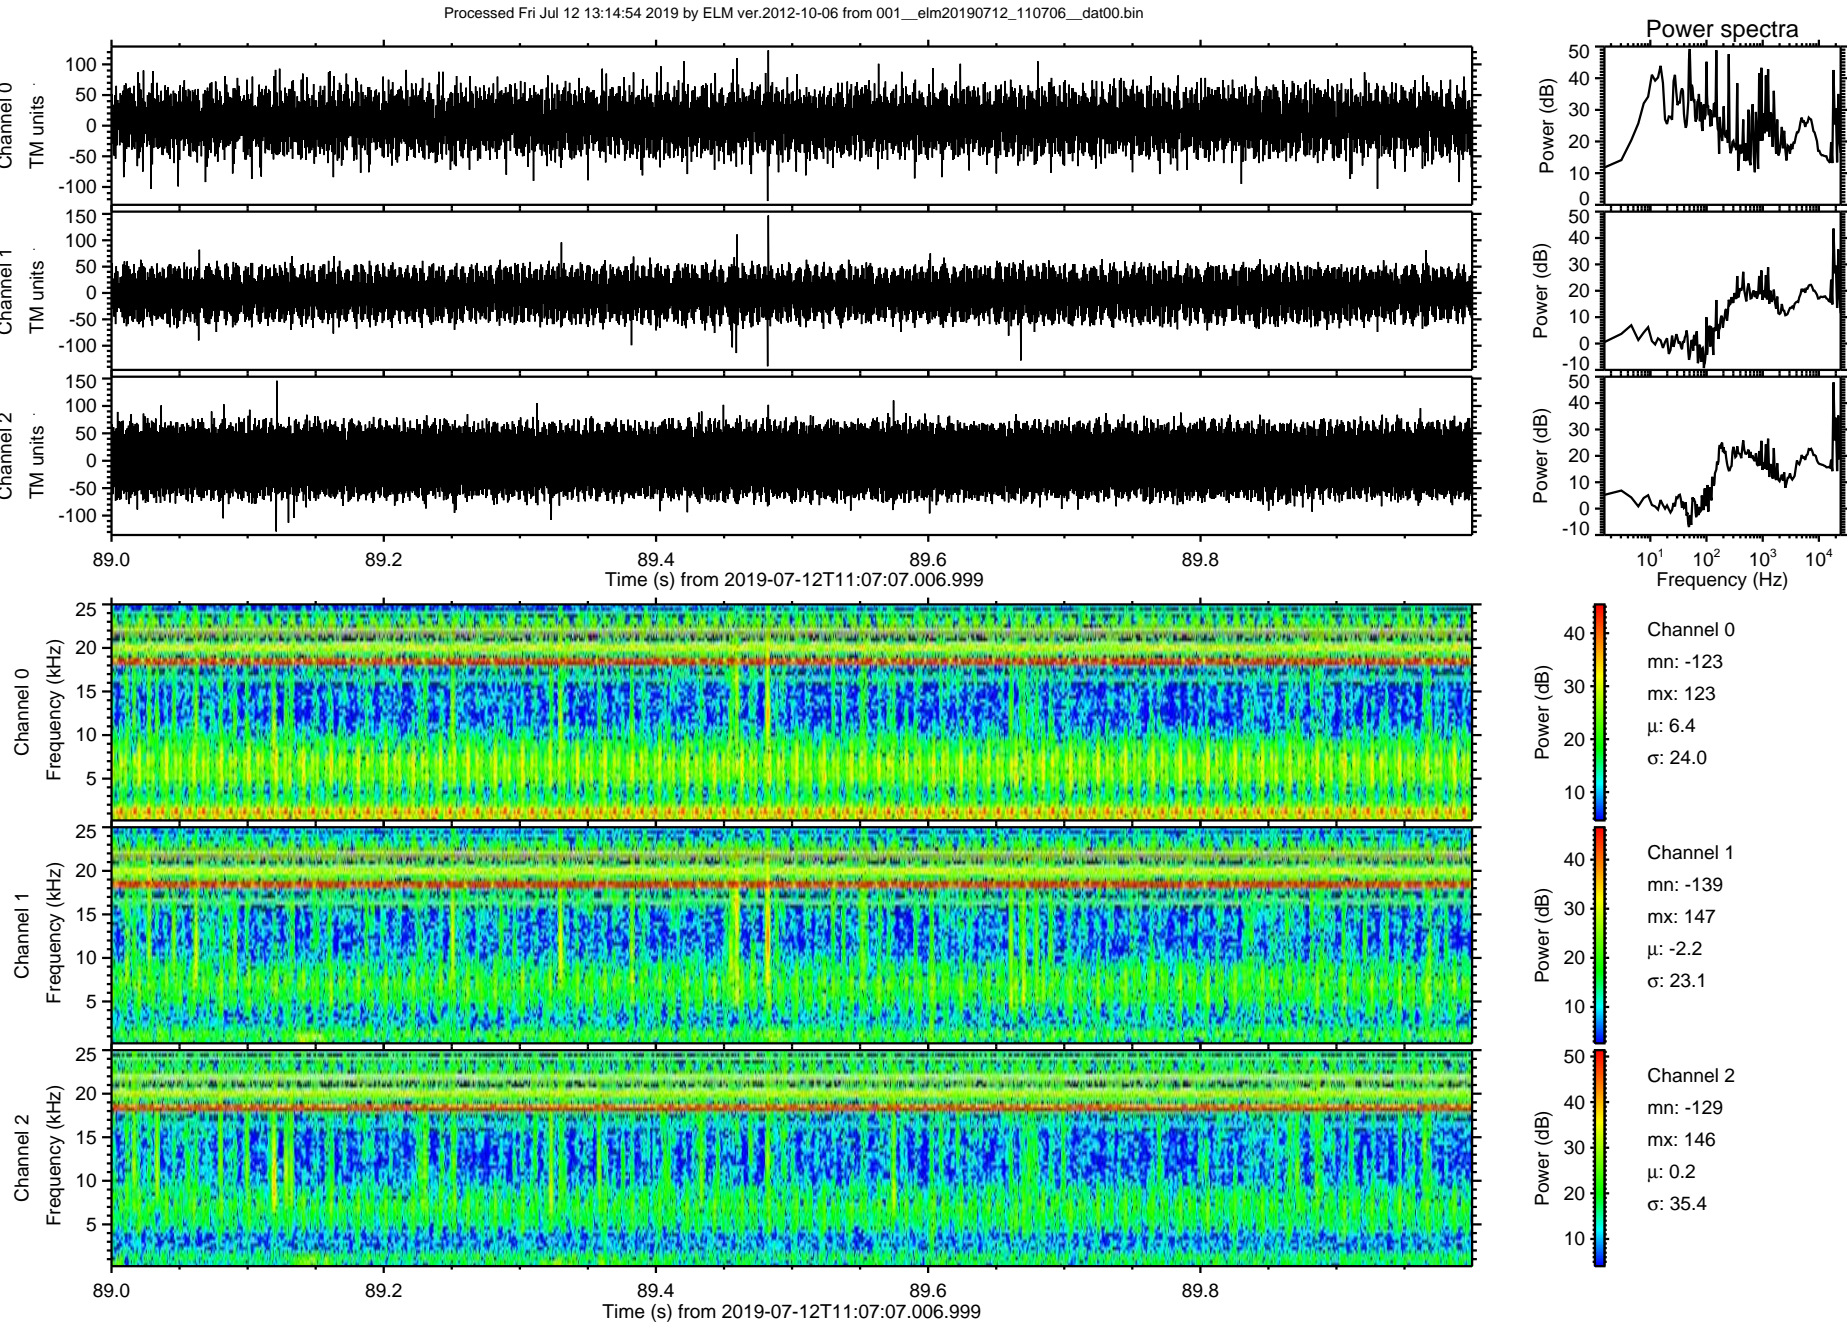 Processed Fri Jul 12 13:14:54 2019 by ELM ver.2012-10-06 from 001__elm20190712_110706__dat00.bin
Power spectra
Channel 0
TM units
100
50
0
-50
-100
Power (dB)
50
40
30
20
10
0
Channel 1
TM units
150
100
50
0
-50
-100
Power (dB)
50
40
30
20
10
0
-10
Channel 2
TM units
150
100
50
0
-50
-100
Power (dB)
50
40
30
20
10
0
-10
89.0 89.2 89.4 89.6 89.8
Time (s) from 2019-07-12T11:07:07.006.999
10¹ 10² 10³ 10⁴
Frequency (Hz)
Channel 0
Frequency (kHz)
25
20
15
10
5
Power (dB)
40
30
20
10
Channel 0
mn: -123
mx: 123
μ: 6.4
σ: 24.0
Channel 1
Frequency (kHz)
25
20
15
10
5
Power (dB)
40
30
20
10
Channel 1
mn: -139
mx: 147
μ: -2.2
σ: 23.1
Channel 2
Frequency (kHz)
25
20
15
10
5
Power (dB)
50
40
30
20
10
Channel 2
mn: -129
mx: 146
μ: 0.2
σ: 35.4
89.0 89.2 89.4 89.6 89.8
Time (s) from 2019-07-12T11:07:07.006.999